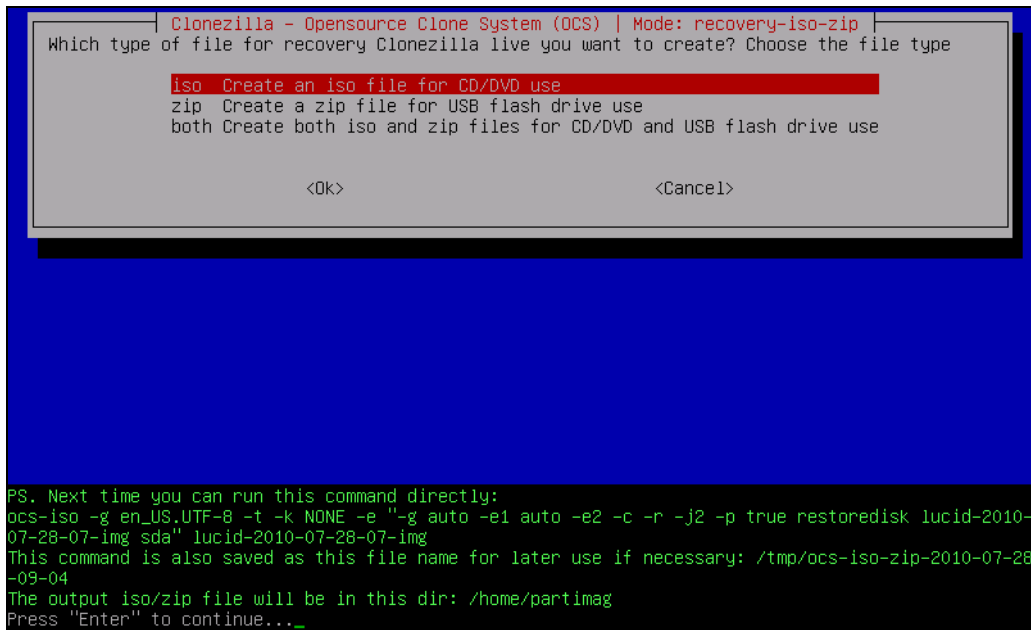 Clonezilla - Opensource Clone System (OCS) | Mode: recovery-iso-zip
Which type of file for recovery Clonezilla live you want to create? Choose the file type
iso Create an iso file for CD/DVD use
zip Create a zip file for USB flash drive use
both Create both iso and zip files for CD/DVD and USB flash drive use
<Ok> <Cancel>
PS. Next time you can run this command directly:
ocs-iso -g en_US.UTF-8 -t -k NONE -e "-g auto -e1 auto -e2 -c -r -j2 -p true restoredisk lucid-2010-
07-28-07-img sda" lucid-2010-07-28-07-img
This command is also saved as this file name for later use if necessary: /tmp/ocs-iso-zip-2010-07-28
-09-04
The output iso/zip file will be in this dir: /home/partimag
Press "Enter" to continue..._